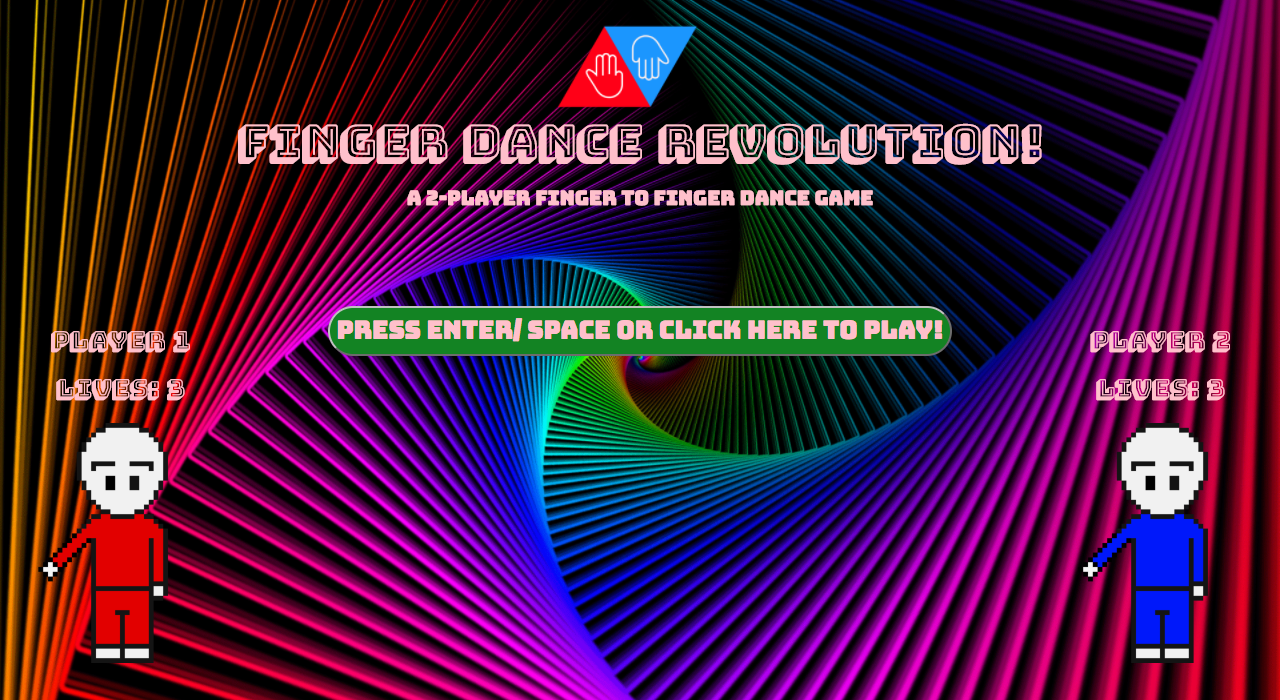 FINGER DANCE REVOLUTION!
A 2-PLAYER FINGER TO FINGER DANCE GAME
PRESS ENTER/ SPACE OR CLICK HERE TO PLAY!
PLAYER 1
LIVES: 3
PLAYER 2
LIVES: 3